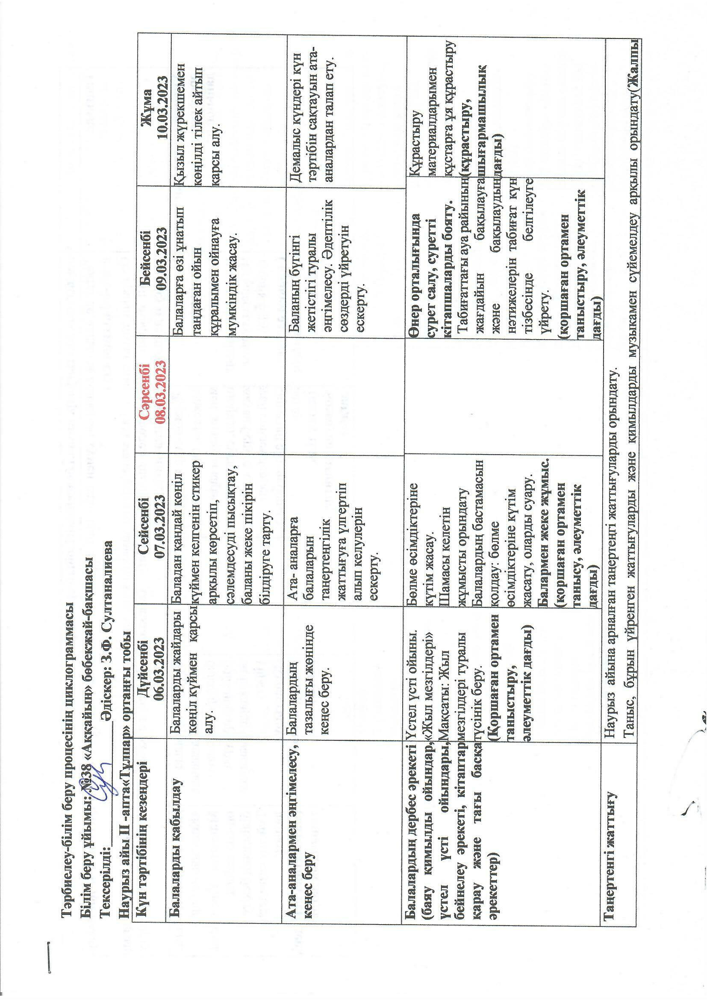 Тәрбиелеу-білім беру процесінің циклограммасы
Білім беру ұйымы: №38 «Аққайың» бөбекжай-бақшасы
Тексерілді: Әдіскер: З.Ф. Султаналиева
Наурыз айы ІІ -апта«Тұлпар» ортаңғы тобы
Күн тәртібінің кезеңдері
Дүйсенбі
06.03.2023
Сейсенбі
07.03.2023
Сәрсенбі
08.03.2023
Бейсенбі
09.03.2023
Жұма
10.03.2023
Балаларды қабылдау
Балаларды жайдары
көңіл күймен қарсы
алу.
Баладан қандай көңіл
күймен келгенін стикер
арқылы көрсетіп,
сәлемдесуді пысықтау,
баланы жеке пікірін
білдіруге тарту.
Балаларға өзі ұнатып
таңдаған ойын
құралымен ойнауға
мумкіндік жасау.
Қызыл жүрекшемен
көңілді тілек айтып
қарсы алу.
Ата-аналармен әңгімелесу,
кеңес беру
Балалардың
тазалығы жөнінде
кеңес беру.
Ата- аналарға
балаларын
таңертеңгілік
жаттығуға үлгертіп
алып келулерін
ескерту.
Баланың бүгінгі
жетістігі туралы
әңгімелесу. Әдептілік
сөздерді үйретуін
ескерту.
Демалыс күндері күн
тәртібін сақтауын ата-
аналардан талап ету.
Балалардың дербес әрекеті
(баяу қимылды ойындар,
үстел үсті ойындары,
бейнелеу әрекеті, кітаптар
қарау және тағы басқа
әрекеттер)
Үстел үсті ойыны.
«Жыл мезгілдері»
Мақсаты: Жыл
мезгілдері туралы
түсінік беру.
(Қоршаған ортамен
таныстыру,
әлеуметтік дағды)
Бөлме өсімдіктеріне
күтім жасау.
Шамасы келетін
жұмысты орындату
Балалардың бастамасын
қолдау: бөлме
өсімдіктеріне күтім
жасату, оларды суару.
Балармен жеке жұмыс.
(қоршаған ортамен
танысу, әлеуметтік
дағды)
Өнер орталығында
сурет салу, суретті
кітапшаларды бояту.
Табиғаттағы ауа райының
жағдайын бақылауға
және бақылаудың
нәтижелерін табиғат күн
тізбесінде белгілеуге
үйрету.
(қоршаған ортамен
таныстыру, әлеуметтік
дағды)
Құрастыру
материалдарымен
құстарға ұя құрастыру
(құрастыру,
шығармашылық
дағды)
Таңертенгі жаттығу
Наурыз айына арналған таңертеңгі жаттығуларды орындату.
Таныс, бұрын үйренген жаттығуларды және қимылдарды музыкамен сүйемелдеу арқылы орындату(Жалпы